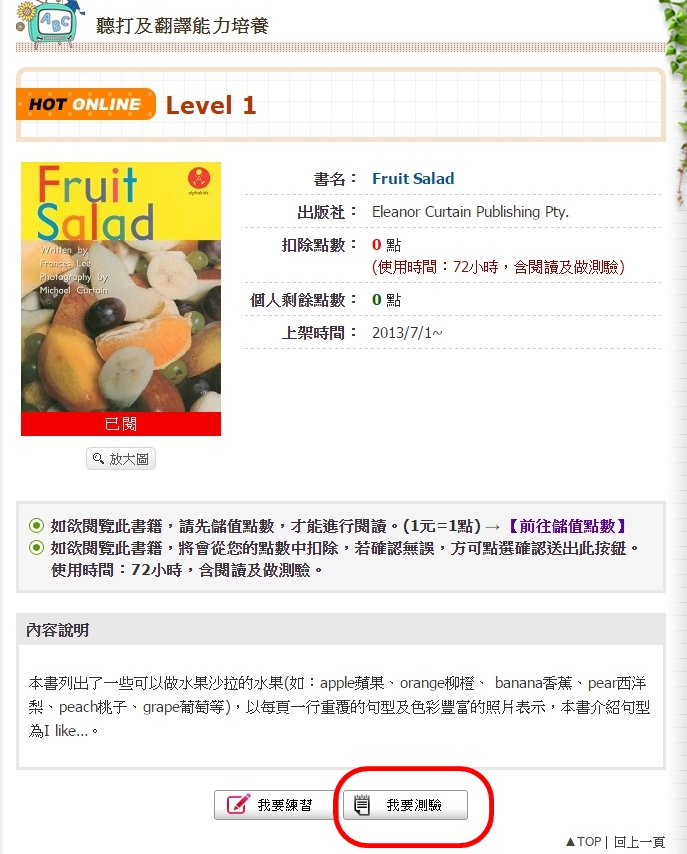 ABC
聽打及翻譯能力培養
HOT ONLINE Level 1
Fruit
Salad
alphakids
Written by
Frances Lee
Photography by
Michael Curtain
已閱
放大圖
書名： Fruit Salad
出版社： Eleanor Curtain Publishing Pty.
扣除點數： 0 點
(使用時間：72小時，含閱讀及做測驗)
個人剩餘點數： 0 點
上架時間： 2013/7/1~
如欲閱覽此書籍，請先儲值點數，才能進行閱讀。(1元=1點) →【前往儲值點數】
如欲閱覽此書籍，將會從您的點數中扣除，若確認無誤，方可點選確認送出此按鈕。
使用時間：72小時，含閱讀及做測驗。
內容說明
本書列出了一些可以做水果沙拉的水果(如：apple蘋果、orange柳橙、 banana香蕉、pear西洋
梨、peach桃子、grape葡萄等)，以每頁一行重覆的句型及色彩豐富的照片表示，本書介紹句型
為I like...。
我要練習 我要測驗
▲TOP | 回上一頁